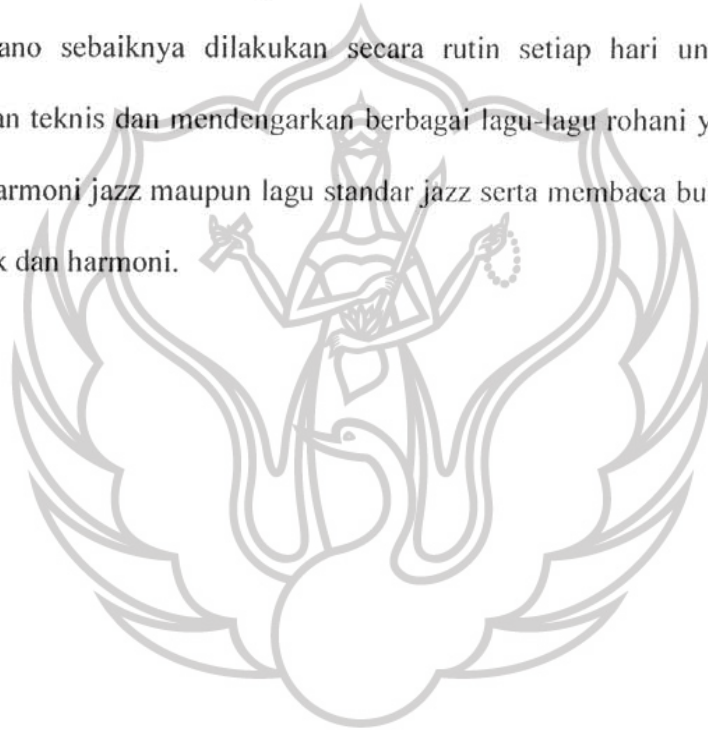 ano sebaiknya dilakukan secara rutin setiap hari un
an teknis dan mendengarkan berbagai lagu-lagu rohani y
armoni jazz maupun lagu standar jazz serta membaca bu
k dan harmoni.